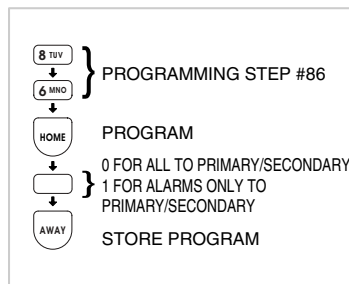 8 TUV
6 MNO
PROGRAMMING STEP #86
HOME
PROGRAM
0 FOR ALL TO PRIMARY/SECONDARY
1 FOR ALARMS ONLY TO
PRIMARY/SECONDARY
AWAY
STORE PROGRAM